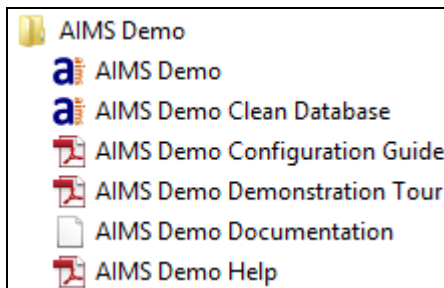 AIMS Demo
AIMS Demo
AIMS Demo Clean Database
AIMS Demo Configuration Guide
AIMS Demo Demonstration Tour
AIMS Demo Documentation
AIMS Demo Help